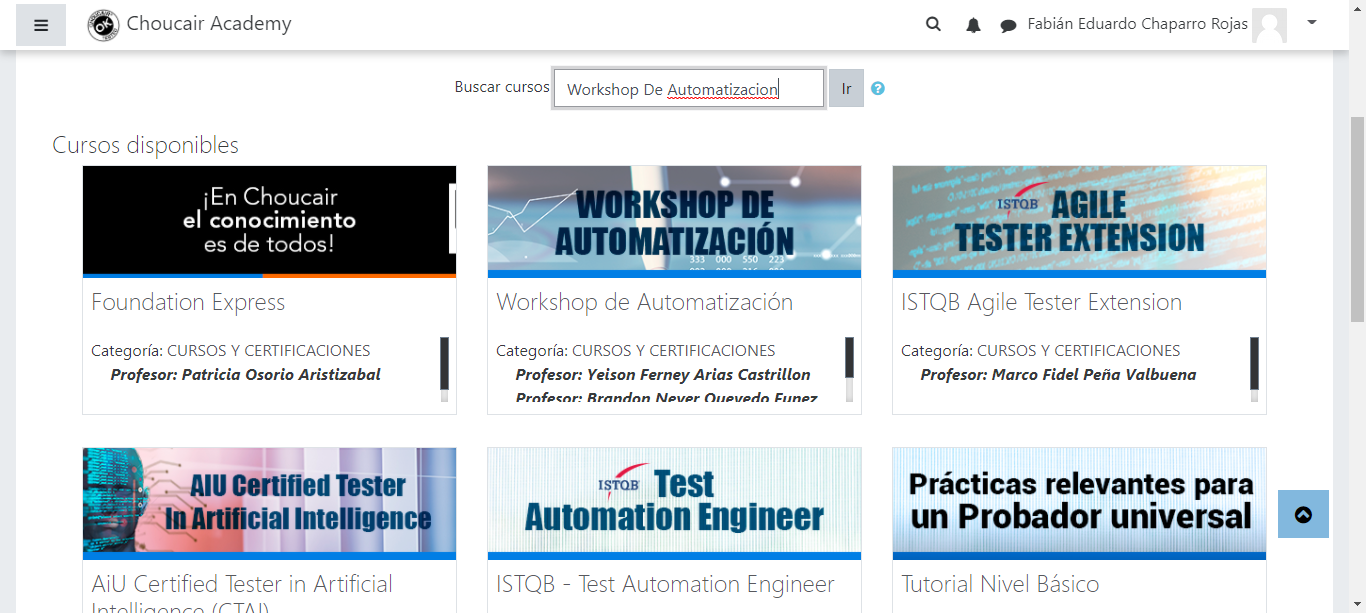 Choucair Academy
Fabián Eduardo Chaparro Rojas
Buscar cursos
Workshop De Automatizacion
Ir
Cursos disponibles
¡En Choucair
el conocimiento
es de todos!
Foundation Express
Categoría: CURSOS Y CERTIFICACIONES
Profesor: Patricia Osorio Aristizabal
WORKSHOP DE
AUTOMATIZACIÓN
333 000 550 223
Workshop de Automatización
Categoría: CURSOS Y CERTIFICACIONES
Profesor: Yeison Ferney Arias Castrillon
Profesor: Brandon Never Quevedo Funez
ISTQB AGILE
TESTER EXTENSION
ISTQB Agile Tester Extension
Categoría: CURSOS Y CERTIFICACIONES
Profesor: Marco Fidel Peña Valbuena
AIU Certified Tester
In Artificial Intelligence
AiU Certified Tester in Artificial
Intelligence (CTAI)
ISTQB Test
Automation Engineer
ISTQB - Test Automation Engineer
Prácticas relevantes para
un Probador universal
Tutorial Nivel Básico